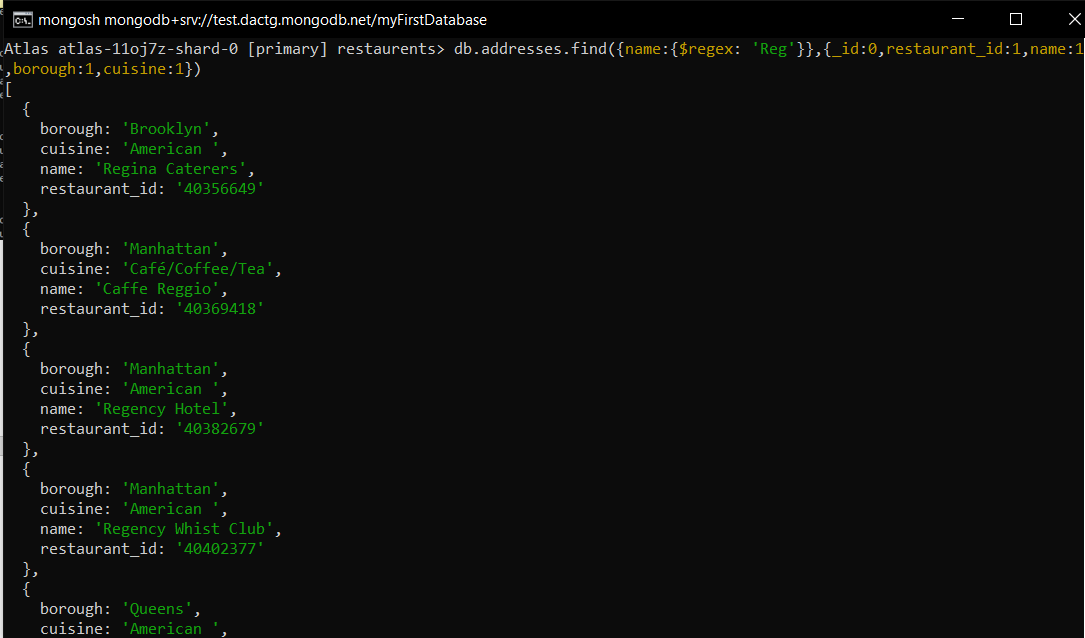 mongosh mongodb+srv://test.dactg.mongodb.net/myFirstDatabase
Atlas atlas-11oj7z-shard-0 [primary] restaurents> db.addresses.find({name:{$regex: 'Reg'}},{_id:0,restaurant_id:1,name:1
,borough:1,cuisine:1})
[
  {
    borough: 'Brooklyn',
    cuisine: 'American ',
    name: 'Regina Caterers',
    restaurant_id: '40356649'
  },
  {
    borough: 'Manhattan',
    cuisine: 'Café/Coffee/Tea',
    name: 'Caffe Reggio',
    restaurant_id: '40369418'
  },
  {
    borough: 'Manhattan',
    cuisine: 'American ',
    name: 'Regency Hotel',
    restaurant_id: '40382679'
  },
  {
    borough: 'Manhattan',
    cuisine: 'American ',
    name: 'Regency Whist Club',
    restaurant_id: '40402377'
  },
  {
    borough: 'Queens',
    cuisine: 'American ',